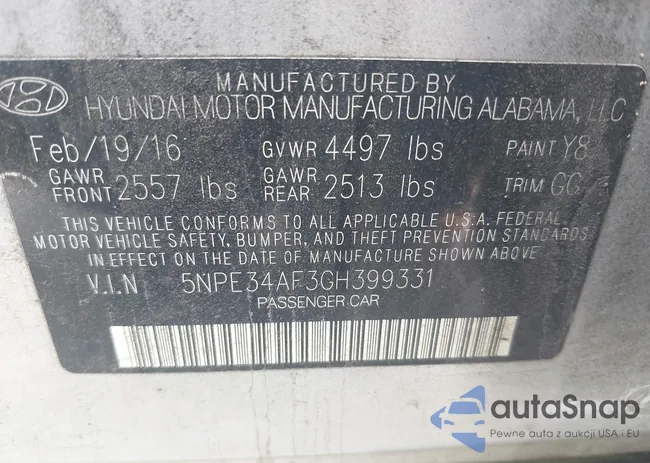 MANUFACTURED BY
HYUNDAI MOTOR MANUFACTURING ALABAMA, LLC
Feb/19/16 GVWR 4497 lbs PAINT Y8
GAWR FRONT 2557 lbs GAWR REAR 2513 lbs TRIM GG
THIS VEHICLE CONFORMS TO ALL APPLICABLE U.S.A. FEDERAL
MOTOR VEHICLE SAFETY, BUMPER, AND THEFT PREVENTION STANDARDS
IN EFFECT ON THE DATE OF MANUFACTURE SHOWN ABOVE.
V.I.N 5NPE34AF3GH399331
PASSENGER CAR
autaSnap
Pewne auta z aukcji USA i EU